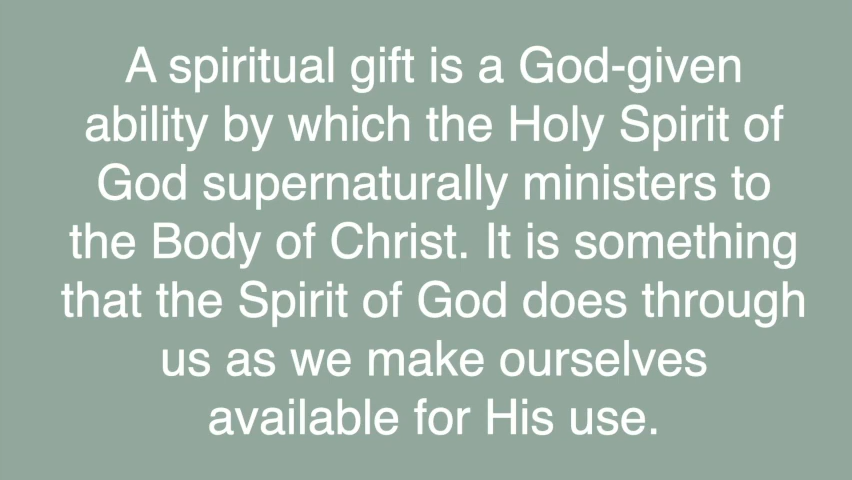 A spiritual gift is a God-given
ability by which the Holy Spirit of
God supernaturally ministers to
the Body of Christ. It is something
that the Spirit of God does through
us as we make ourselves
available for His use.